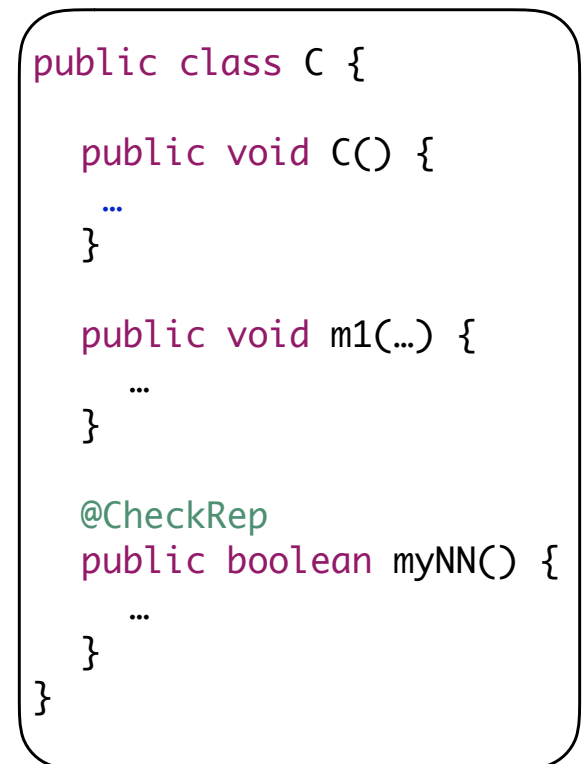 public class C {
public void C() {
…
}
public void m1(…) {
…
}
@CheckRep
public boolean myNN() {
…
}
}